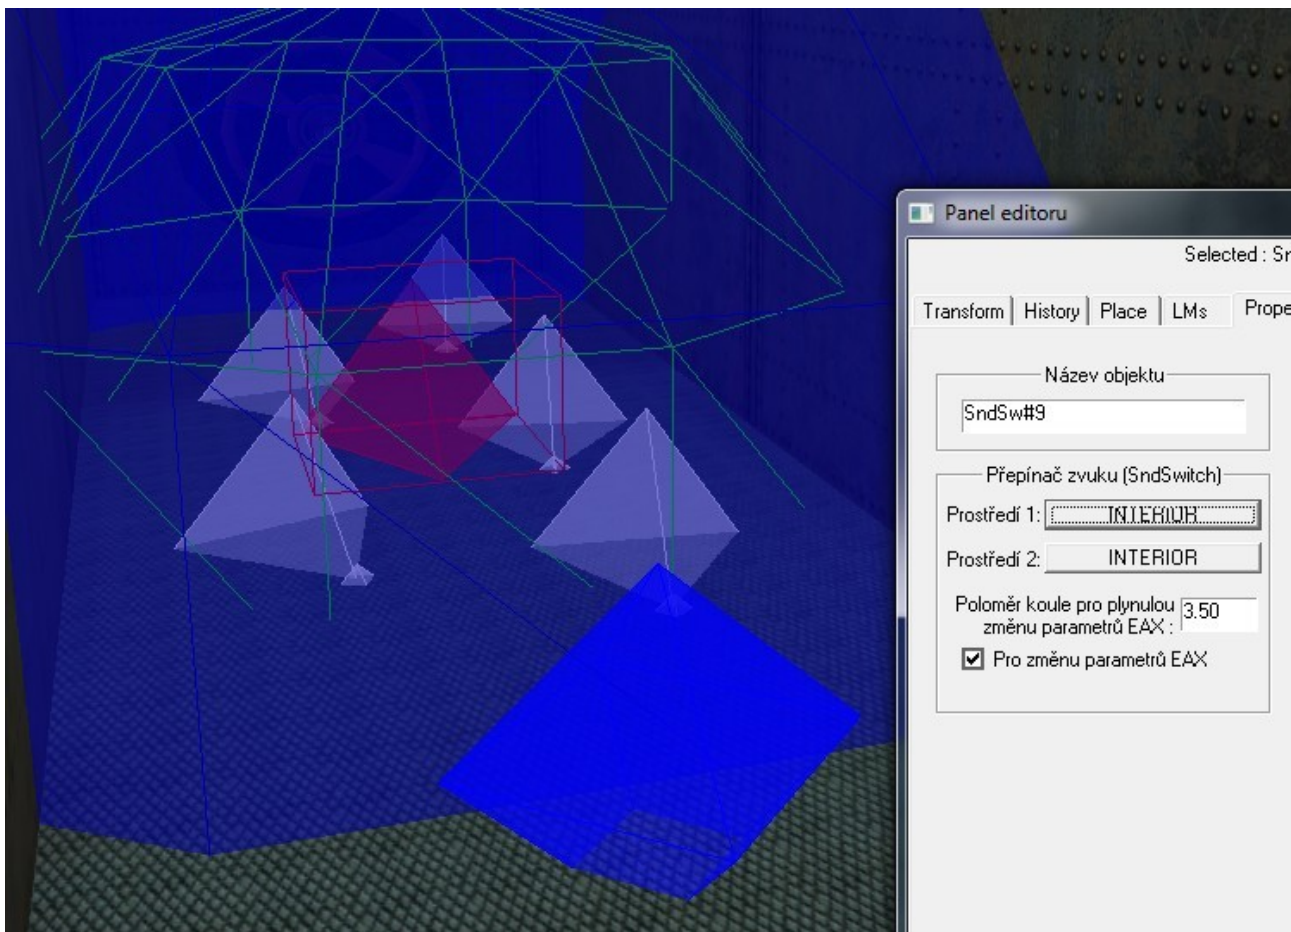 Panel editoru
Selected : Sn
Transform History Place LMs Prope
Název objektu
SndSw#9
Přepínač zvuku (SndSwitch)
Prostředí 1: INTERIOR
Prostředí 2: INTERIOR
Poloměr koule pro plynulou
změnu parametrů EAX : 3.50
Pro změnu parametrů EAX